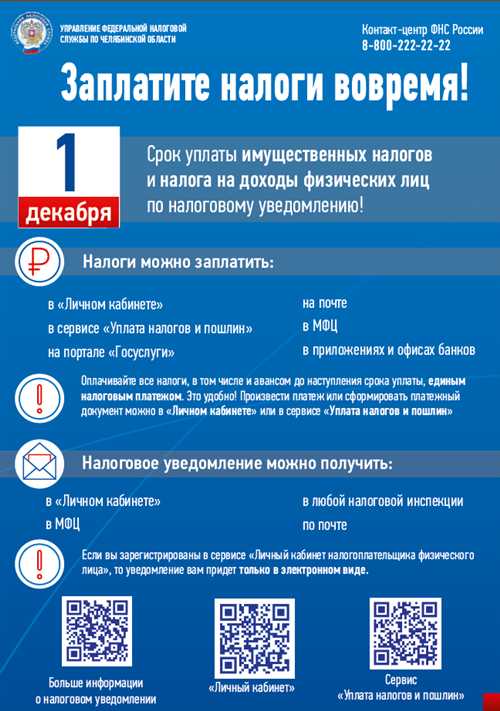 УПРАВЛЕНИЕ ФЕДЕРАЛЬНОЙ НАЛОГОВОЙ
СЛУЖБЫ ПО ЧЕЛЯБИНСКОЙ ОБЛАСТИ
Контакт-центр ФНС России
8-800-222-22-22
Заплатите налоги вовремя!
1
декабря
Срок уплаты имущественных налогов
и налога на доходы физических лиц
по налоговому уведомлению!
Налоги можно заплатить:
в «Личном кабинете»
в сервисе «Уплата налогов и пошлин»
на портале «Госуслуги»
на почте
в МФЦ
в приложениях и офисах банков
Оплачивайте все налоги, в том числе и авансом до наступления срока уплаты, единым
налоговым платежом. Это удобно! Произвести платеж или сформировать платежный
документ можно в «Личном кабинете» или в сервисе «Уплата налогов и пошлин»
Налоговое уведомление можно получить:
в «Личном кабинете»
в МФЦ
в любой налоговой инспекции
по почте
Если вы зарегистрированы в сервисе «Личный кабинет налогоплательщика физического
лица», то уведомление вам придет только в электронном виде.
Больше информации
о налоговом уведомлении
«Личный кабинет»
Сервис
«Уплата налогов и пошлин»